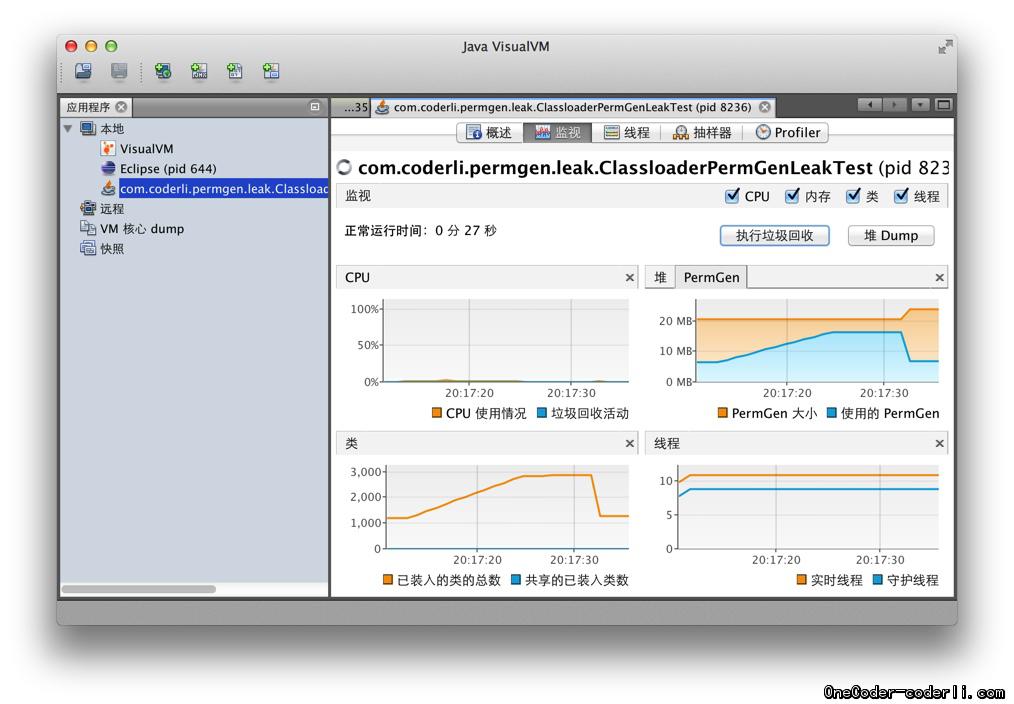 Java VisualVM
应用程序
...35
com.coderli.permgen.leak.ClassloaderPermGenLeakTest (pid 8236)
本地
VisualVM
Eclipse (pid 644)
com.coderli.permgen.leak.Classload
远程
VM 核心 dump
快照
概述 监视 线程 抽样器 Profiler
com.coderli.permgen.leak.ClassloaderPermGenLeakTest (pid 823
监视 CPU 内存 类 线程
正常运行时间：0 分 27 秒
执行垃圾回收 堆 Dump
CPU
100%
50%
0%
20:17:20 20:17:30
CPU 使用情况 垃圾回收活动
堆 PermGen
20 MB
10 MB
0 MB
20:17:20 20:17:30
PermGen 大小 使用的 PermGen
类
3,000
2,000
1,000
0
20:17:20 20:17:30
已装入的类的总数 共享的已装入类数
线程
10
5
0
20:17:20 20:17:30
实时线程 守护线程
OneCoder-coderli.com